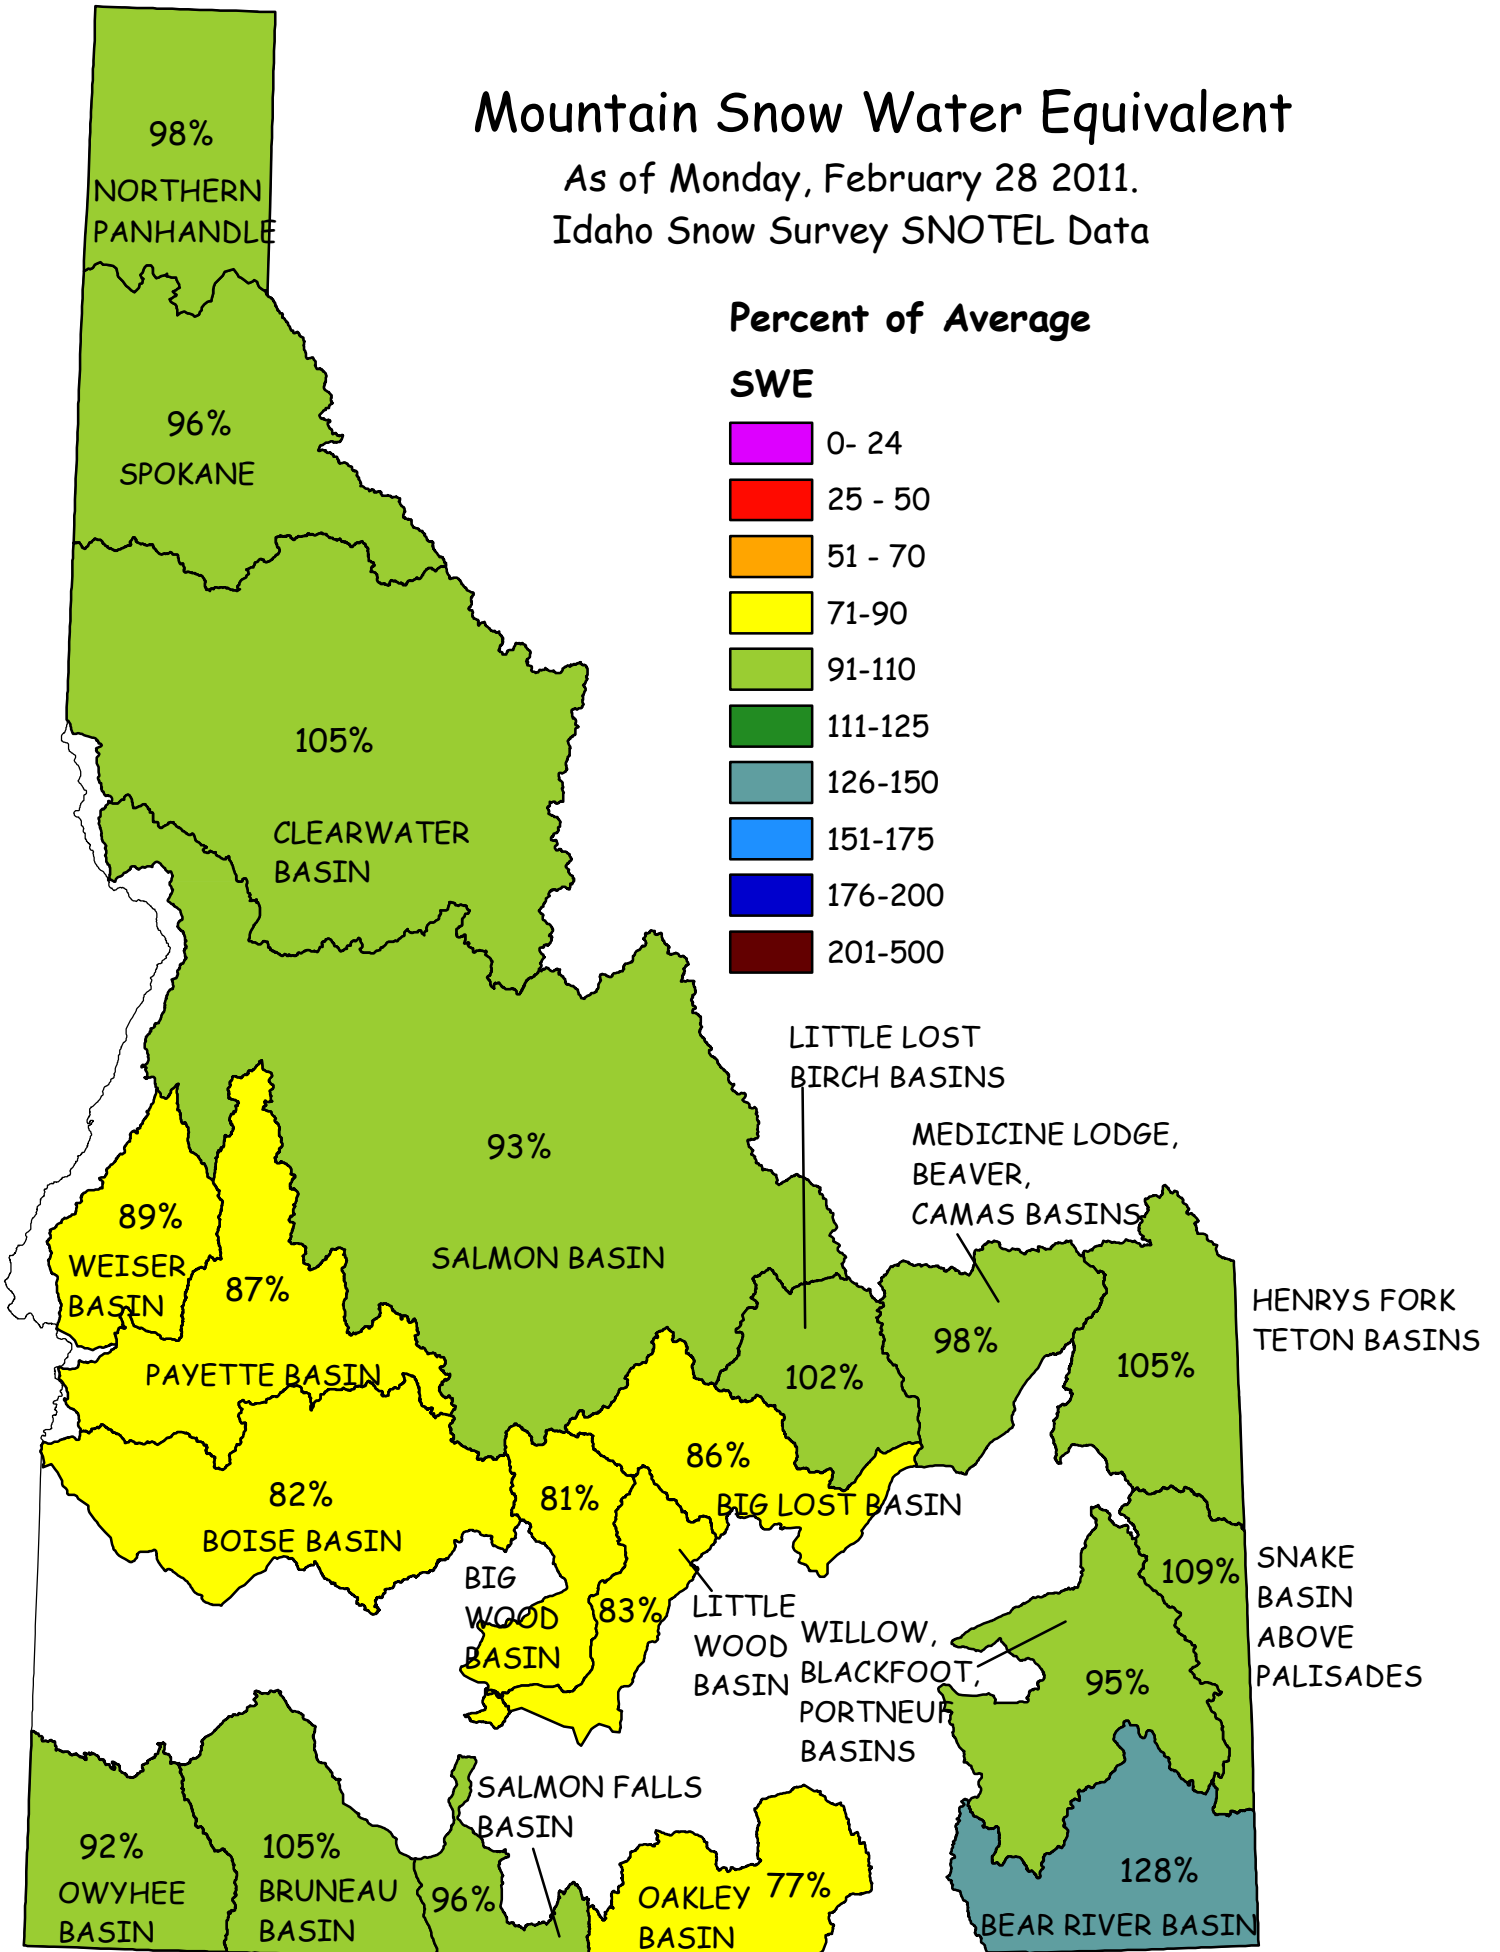 Mountain Snow Water Equivalent
As of Monday, February 28 2011.
Idaho Snow Survey SNOTEL Data
Percent of Average
SWE
0- 24
25 - 50
51 - 70
71-90
91-110
111-125
126-150
151-175
176-200
201-500
98%
NORTHERN
PANHANDLE
96%
SPOKANE
105%
CLEARWATER
BASIN
93%
SALMON BASIN
LITTLE LOST
BIRCH BASINS
102%
MEDICINE LODGE,
BEAVER,
CAMAS BASINS
98%
HENRYS FORK
TETON BASINS
105%
89%
WEISER
BASIN
87%
PAYETTE BASIN
82%
BOISE BASIN
81%
BIG
WOOD
BASIN
83%
LITTLE
WOOD
BASIN
86%
BIG LOST BASIN
109%
SNAKE
BASIN
ABOVE
PALISADES
WILLOW,
BLACKFOOT,
PORTNEUF
BASINS
95%
92%
OWYHEE
BASIN
105%
BRUNEAU
BASIN
SALMON FALLS
BASIN
96%
OAKLEY
BASIN
77%
128%
BEAR RIVER BASIN